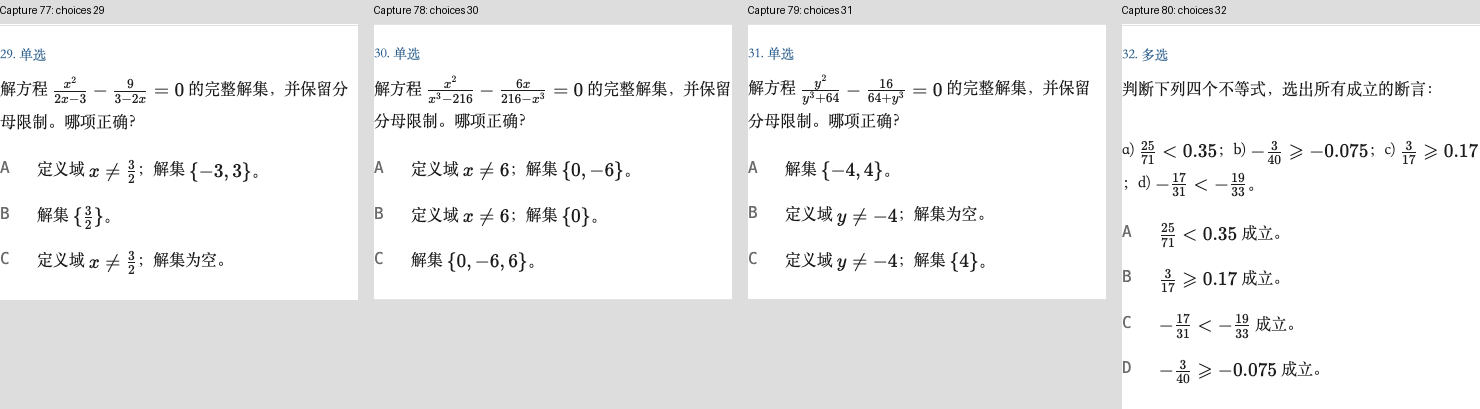 Capture 77: choices 29
29. 单选
解方程 x²/(2x−3) − 9/(3−2x) = 0 的完整解集，并保留分
母限制。哪项正确？
A 定义域 x ≠ 3/2；解集 {−3, 3}。
B 解集 {3/2}。
C 定义域 x ≠ 3/2；解集为空。
Capture 78: choices 30
30. 单选
解方程 x²/(x³−216) − 6x/(216−x³) = 0 的完整解集，并保留
分母限制。哪项正确？
A 定义域 x ≠ 6；解集 {0, −6}。
B 定义域 x ≠ 6；解集 {0}。
C 解集 {0, −6, 6}。
Capture 79: choices 31
31. 单选
解方程 y²/(y³+64) − 16/(64+y³) = 0 的完整解集，并保留
分母限制。哪项正确？
A 解集 {−4, 4}。
B 定义域 y ≠ −4；解集为空。
C 定义域 y ≠ −4；解集 {4}。
Capture 80: choices 32
32. 多选
判断下列四个不等式，选出所有成立的断言：
a) 25/71 < 0.35；b) −3/40 ⩾ −0.075；c) 3/17 ⩾ 0.17
；d) −17/31 < −19/33。
A 25/71 < 0.35 成立。
B 3/17 ⩾ 0.17 成立。
C −17/31 < −19/33 成立。
D −3/40 ⩾ −0.075 成立。